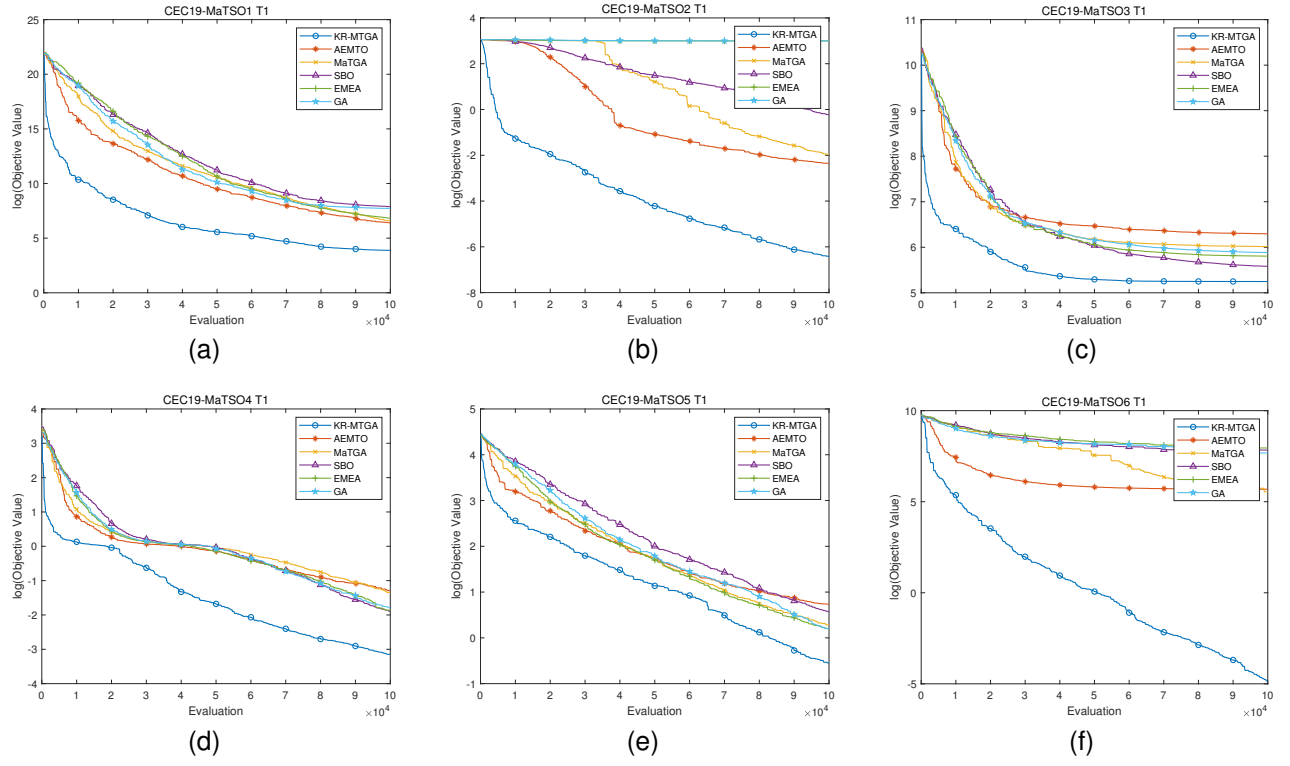 CEC19-MaTSO1 T1
log(Objective Value)
25
20
15
10
5
0
0 1 2 3 4 5 6 7 8 9 10
Evaluation
×10^4
KR-MTGA
AEMTO
MaTGA
SBO
EMEA
GA
(a)
CEC19-MaTSO2 T1
log(Objective Value)
4
2
0
-2
-4
-6
-8
0 1 2 3 4 5 6 7 8 9 10
Evaluation
×10^4
KR-MTGA
AEMTO
MaTGA
SBO
EMEA
GA
(b)
CEC19-MaTSO3 T1
log(Objective Value)
11
10
9
8
7
6
5
0 1 2 3 4 5 6 7 8 9 10
Evaluation
×10^4
KR-MTGA
AEMTO
MaTGA
SBO
EMEA
GA
(c)
CEC19-MaTSO4 T1
log(Objective Value)
4
3
2
1
0
-1
-2
-3
-4
0 1 2 3 4 5 6 7 8 9 10
Evaluation
×10^4
KR-MTGA
AEMTO
MaTGA
SBO
EMEA
GA
(d)
CEC19-MaTSO5 T1
log(Objective Value)
5
4
3
2
1
0
-1
0 1 2 3 4 5 6 7 8 9 10
Evaluation
×10^4
KR-MTGA
AEMTO
MaTGA
SBO
EMEA
GA
(e)
CEC19-MaTSO6 T1
log(Objective Value)
10
5
0
-5
0 1 2 3 4 5 6 7 8 9 10
Evaluation
×10^4
KR-MTGA
AEMTO
MaTGA
SBO
EMEA
GA
(f)